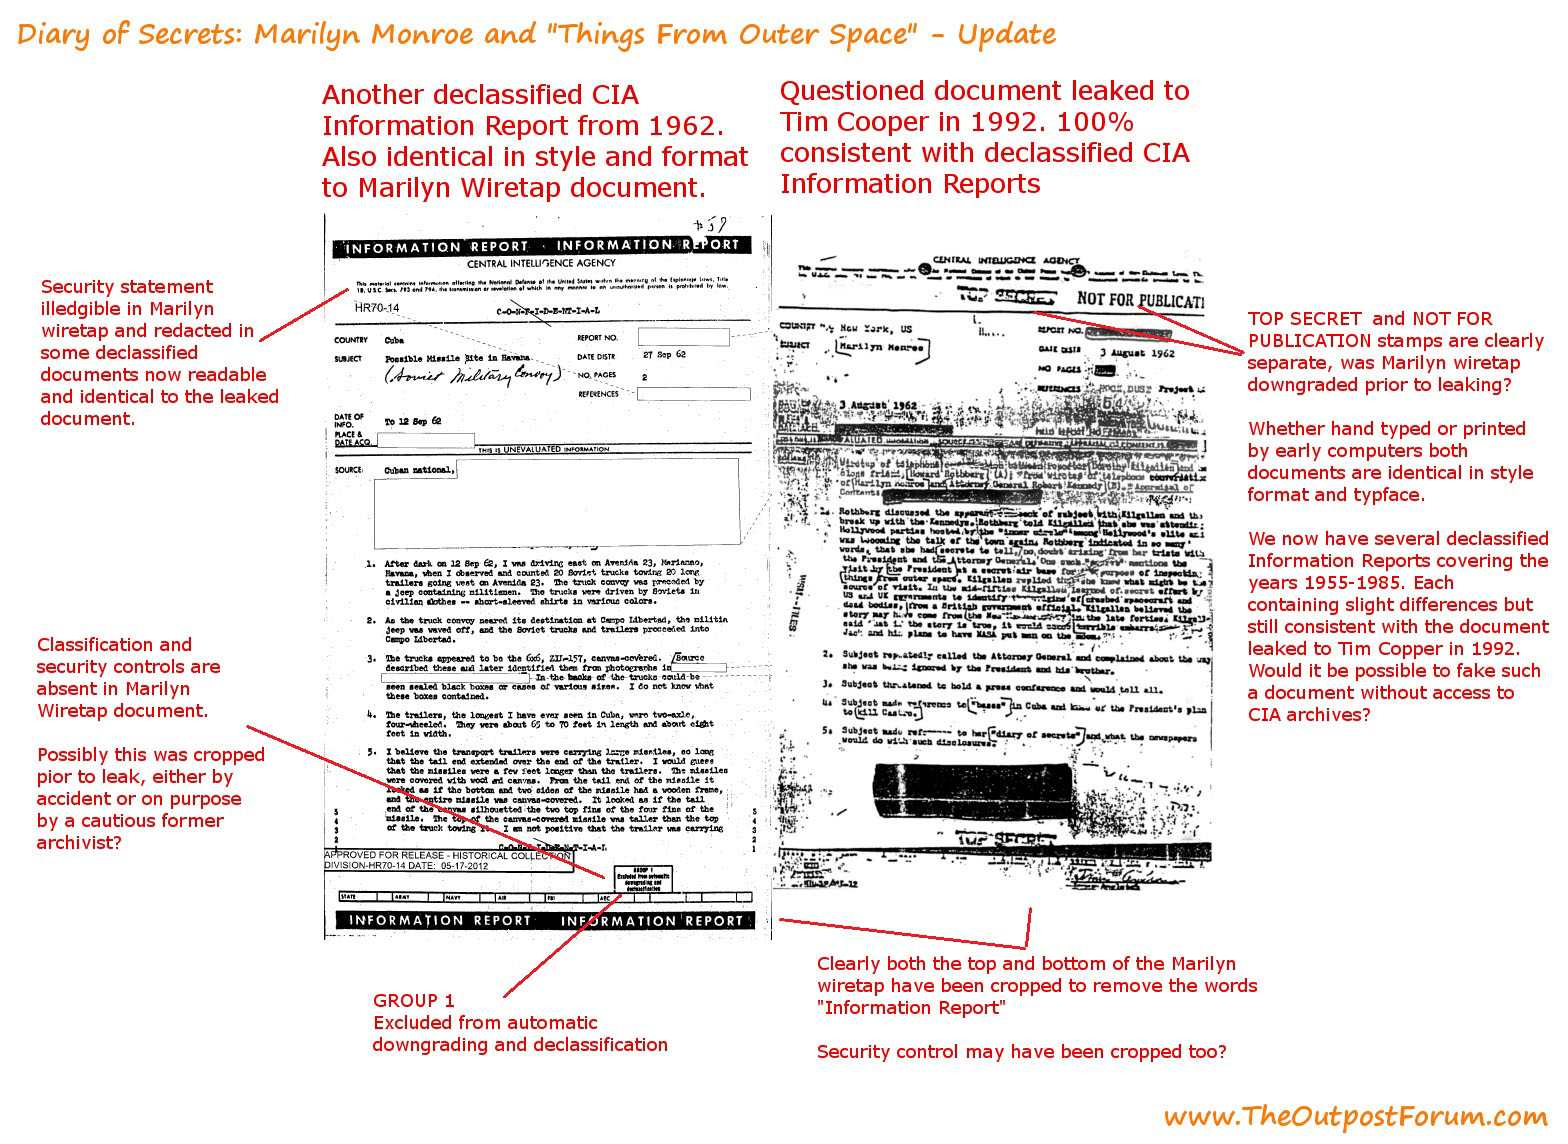 Diary of Secrets: Marilyn Monroe and "Things From Outer Space" - Update
Another declassified CIA
Information Report from 1962.
Also identical in style and format
to Marilyn Wiretap document.
Questioned document leaked to
Tim Cooper in 1992. 100%
consistent with declassified CIA
Information Reports
Security statement
illedgible in Marilyn
wiretap and redacted in
some declassified
documents now readable
and identical to the leaked
document.
Classification and
security controls are
absent in Marilyn
Wiretap document.
Possibly this was cropped
pior to leak, either by
accident or on purpose
by a cautious former
archivist?
# 59
INFORMATION REPORT INFORMATION REPORT
CENTRAL INTELLIGENCE AGENCY
This material contains information affecting the National Defense of the United States within the meaning of the Espionage Laws, Title
18, U.S.C. Secs. 793 and 794, the transmission or revelation of which in any manner to an unauthorized person is prohibited by law.
HR70-14
C-O-N-F-I-D-E-N-T-I-A-L
COUNTRY Cuba
REPORT NO.
SUBJECT Possible Missile Site in Havana
DATE DISTR. 27 Sep 62
(Soviet Military Convoy)
NO. PAGES 2
REFERENCES
DATE OF
INFO. To 12 Sep 62
PLACE &
DATE ACQ.
THIS IS UNEVALUATED INFORMATION
SOURCE: Cuban national,
1. After dark on 12 Sep 62, I was driving east on Avenida 23, Marianao,
Havana, when I observed and counted 20 Soviet trucks towing 20 long
trailers going west on Avenida 23. The truck convoy was preceded by
a jeep containing militiamen. The trucks were driven by Soviets in
civilian clothes -- short-sleeved shirts in various colors.
2. As the truck convoy neared its destination at Campo Libertad, the militia
jeep was waved off, and the Soviet trucks and trailers proceeded into
Campo Libertad.
3. The trucks appeared to be the 6x6, ZIL-157, canvas-covered. /Source
described these and later identified them from photographs in
In the backs of the trucks could be
seen sealed black boxes or cases of various sizes. I do not know what
these boxes contained.
4. The trailers, the longest I have ever seen in Cuba, were two-axle,
four-wheeled. They were about 65 to 70 feet in length and about eight
feet in width.
5. I believe the transport trailers were carrying large missiles, so long
that the tail end extended over the end of the trailer. I would guess
that the missiles were a few feet longer than the trailers. The missiles
were covered with wood and canvas. From the tail end of the missile it
looked as if the bottom and two sides of the missile had a wooden frame,
and the entire missile was canvas-covered. It looked as if the tail
end of the canvas silhouetted the two top fins of the four fins of the
missile. The top of the canvas-covered missile was taller than the top
of the truck towing it. I am not positive that the trailer was carrying
5
4
3
2
1
5
4
3
2
1
C-O-N-F-I-D-E-N-T-I-A-L
APPROVED FOR RELEASE - HISTORICAL COLLECTION
DIVISION-HR70-14 DATE: 05-17-2012
GROUP 1
Excluded from automatic
downgrading and
declassification
STATE ARMY NAVY AIR FBI AEC
INFORMATION REPORT INFORMATION REPORT
CENTRAL INTELLIGENCE AGENCY
TOP SECRET NOT FOR PUBLICATI
COUNTRY New York, US
REPORT NO.
SUBJECT Marilyn Monroe
DATE DISTR 3 August 1962
NO PAGES
REFERENCES MOON DUST Project
3 August 1962
Wiretap of telephone between reporter Dorothy Kilgallen and
close friend, Howard Rothberg (A); from wiretap of telephone
of Marilyn Monroe and Attorney General Robert Kennedy (B). Appraisal of
Content:
1. Rothberg discussed the apparent of subject with Kilgallen and the
break up with the Kennedys. Rothberg told Kilgallen that she was attending
Hollywood parties hosted by the "inner circle" among Hollywood's elite and
was becoming the talk of the town again. Rothberg indicated in so many
words, that she had secrets to tell, no doubt arising from her trists with
the President and the Attorney General. One such mentions the
visit by the President at a secret air base for purpose of inspecting
things from outer space. Kilgallen replied that she knew what might be the
source of visit. In the mid-fifties Kilgallen learned of secret effort by
US and UK governments to identify the origins of crashed spacecraft and
dead bodies, from a British government official. Kilgallen believed the
story may have come from the New in the late forties. Kilgall
said that if the story is true, it would cause terrible embarra
Jack and his plans to have NASA put men on the moon.
2. Subject repeatedly called the Attorney General and complained about the way
she was being ignored by the President and his brother.
3. Subject threatened to hold a press conference and would tell all.
4. Subject made reference to "bases" in Cuba and knew of the President's plan
to kill Castro.
5. Subject made ref to her "diary of secrets" and what the newspapers
would do with such disclosures.
TOP SECRET
TOP SECRET and NOT FOR
PUBLICATION stamps are clearly
separate, was Marilyn wiretap
downgraded prior to leaking?
Whether hand typed or printed
by early computers both
documents are identical in style
format and typface.
We now have several declassified
Information Reports covering the
years 1955-1985. Each
containing slight differences but
still consistent with the document
leaked to Tim Copper in 1992.
Would it be possible to fake such
a document without access to
CIA archives?
GROUP 1
Excluded from automatic
downgrading and declassification
Clearly both the top and bottom of the Marilyn
wiretap have been cropped to remove the words
"Information Report"
Security control may have been cropped too?
www.TheOutpostForum.com